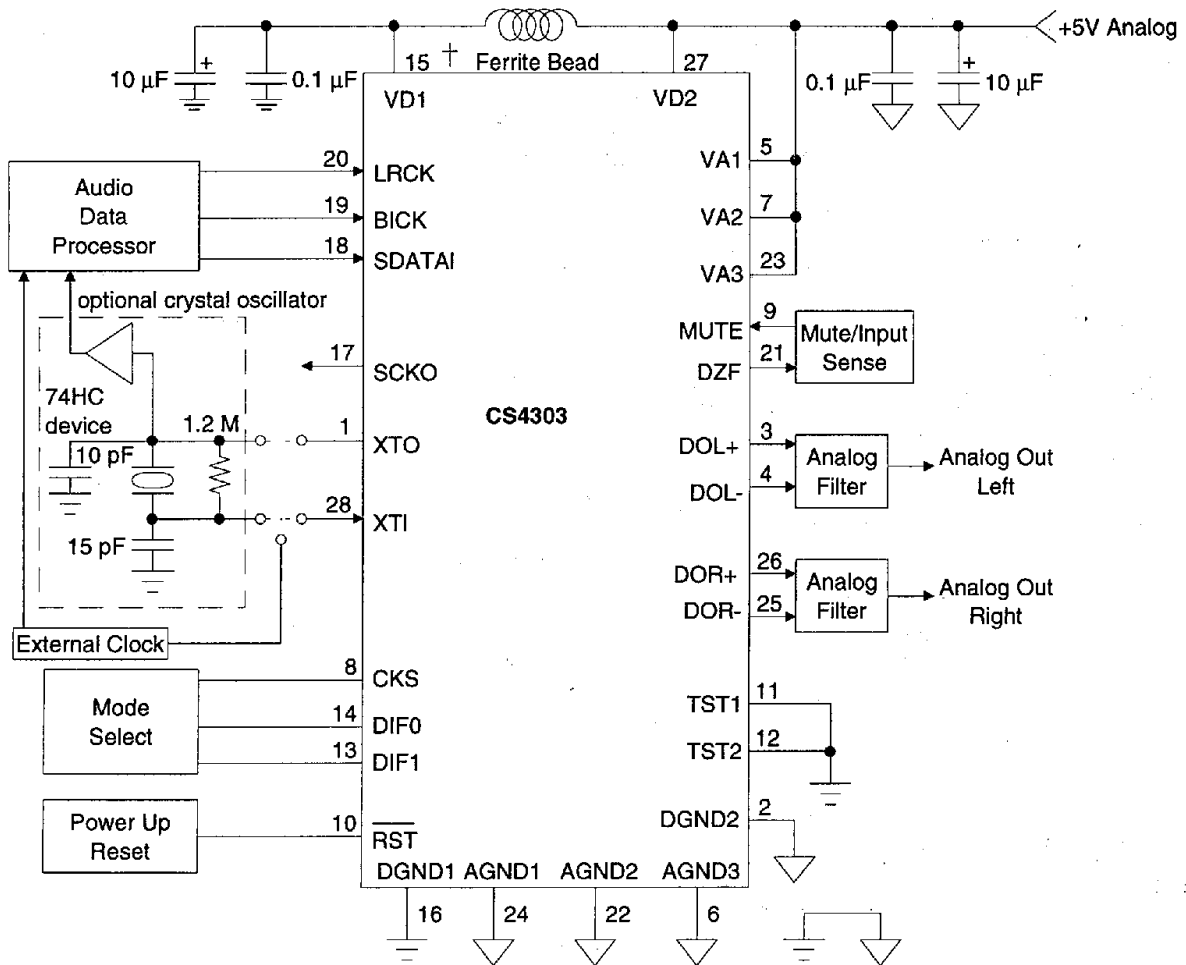 +5V Analog
10 µF
+
0.1 µF
15
†
Ferrite Bead
27
0.1 µF
+
10 µF
VD1
VD2
Audio
Data
Processor
20
LRCK
19
BICK
18
SDATAI
5
VA1
7
VA2
23
VA3
optional crystal oscillator
17
SCKO
9
MUTE
21
DZF
Mute/Input
Sense
74HC
device
1.2 M
10 pF
1
XTO
CS4303
3
DOL+
4
DOL-
Analog
Filter
Analog Out
Left
28
XTI
15 pF
26
DOR+
25
DOR-
Analog
Filter
Analog Out
Right
External Clock
8
CKS
14
DIF0
13
DIF1
Mode
Select
11
TST1
12
TST2
Power Up
Reset
10
RST
2
DGND2
DGND1
AGND1
AGND2
AGND3
16
24
22
6